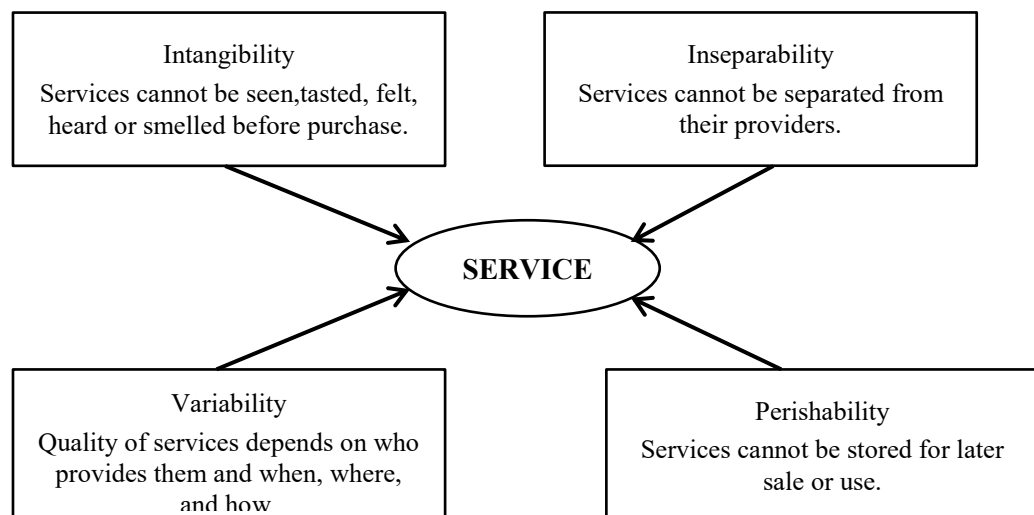 Intangibility
Services cannot be seen,tasted, felt,
heard or smelled before purchase.
Inseparability
Services cannot be separated from
their providers.
SERVICE
Variability
Quality of services depends on who
provides them and when, where,
and how
Perishability
Services cannot be stored for later
sale or use.